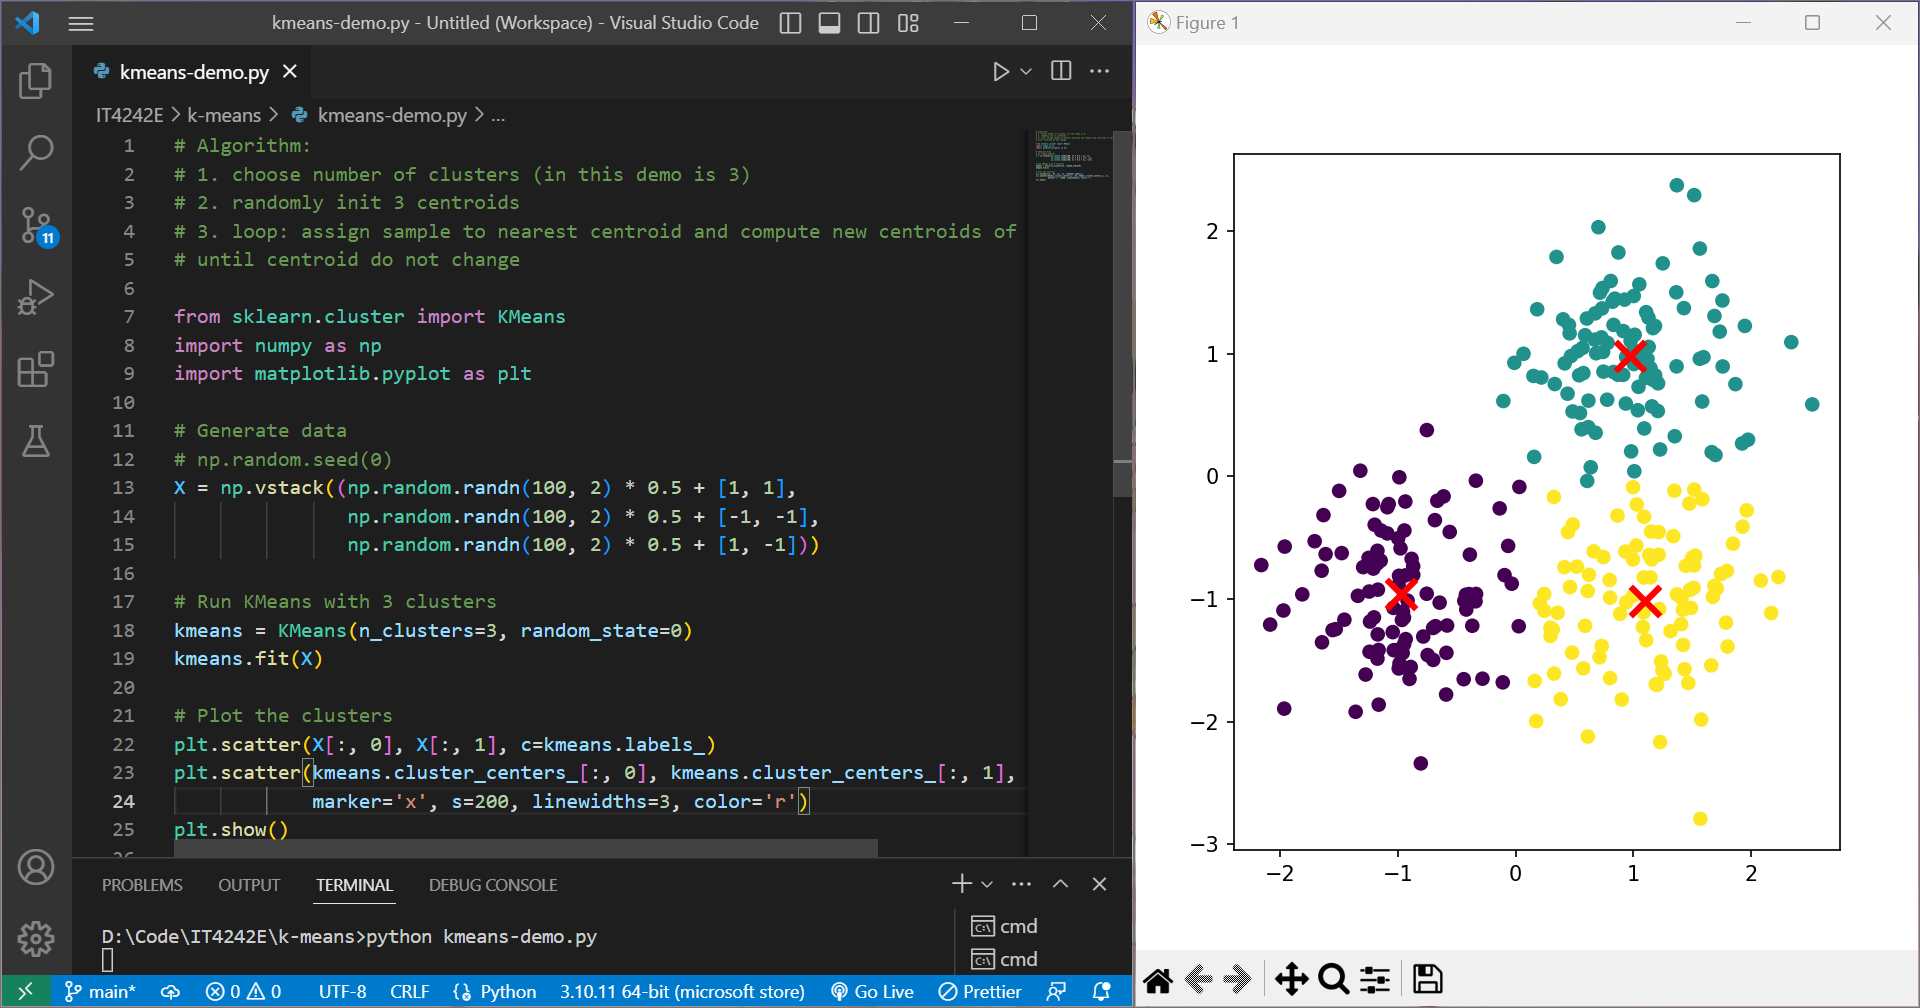 kmeans-demo.py - Untitled (Workspace) - Visual Studio Code
kmeans-demo.py
IT4242E > k-means > kmeans-demo.py > ...
11
1 # Algorithm:
2 # 1. choose number of clusters (in this demo is 3)
3 # 2. randomly init 3 centroids
4 # 3. loop: assign sample to nearest centroid and compute new centroids of
5 # until centroid do not change
6
7 from sklearn.cluster import KMeans
8 import numpy as np
9 import matplotlib.pyplot as plt
10
11 # Generate data
12 # np.random.seed(0)
13 X = np.vstack((np.random.randn(100, 2) * 0.5 + [1, 1],
14 np.random.randn(100, 2) * 0.5 + [-1, -1],
15 np.random.randn(100, 2) * 0.5 + [1, -1]))
16
17 # Run KMeans with 3 clusters
18 kmeans = KMeans(n_clusters=3, random_state=0)
19 kmeans.fit(X)
20
21 # Plot the clusters
22 plt.scatter(X[:, 0], X[:, 1], c=kmeans.labels_)
23 plt.scatter(kmeans.cluster_centers_[:, 0], kmeans.cluster_centers_[:, 1],
24 marker='x', s=200, linewidths=3, color='r')
25 plt.show()
PROBLEMS OUTPUT TERMINAL DEBUG CONSOLE
D:\Code\IT4242E\k-means>python kmeans-demo.py
cmd
cmd
main* 0 0 UTF-8 CRLF Python 3.10.11 64-bit (microsoft store) Go Live Prettier
Figure 1
2
1
0
−1
−2
−3
−2 −1 0 1 2